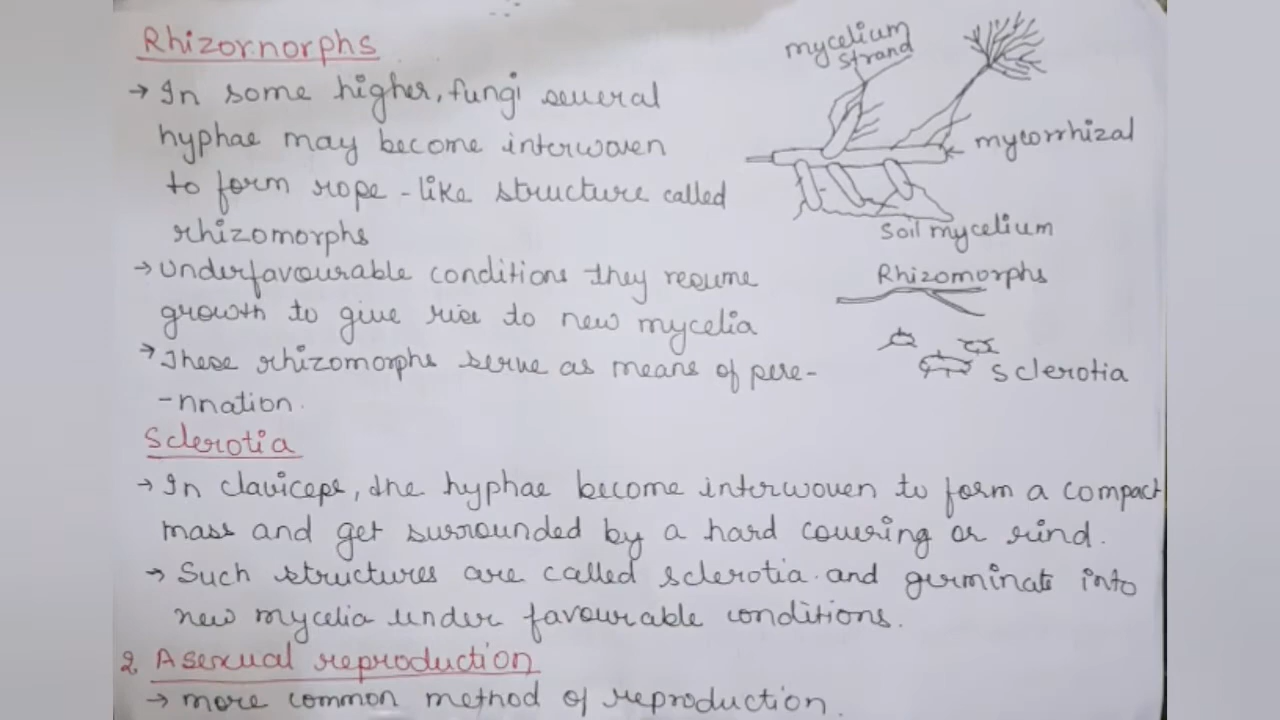 Rhizomorphs
→ In some higher, fungi several
hyphae may become interwoven
to form rope-like structure called
rhizomorphs
→ Underfavourable conditions they resume
growth to give rise to new mycelia
→ These rhizomorphs serve as means of pere-
-nnation.
mycelium
strand
mycorrhizal
Soil mycelium
Rhizomorphs
Sclerotia
Sclerotia
→ In claviceps, the hyphae become interwoven to form a compact
mass and get surrounded by a hard covering or rind.
→ Such structures are called sclerotia and germinate into
new mycelia under favourable conditions.
2. Asexual reproduction
→ more common method of reproduction.